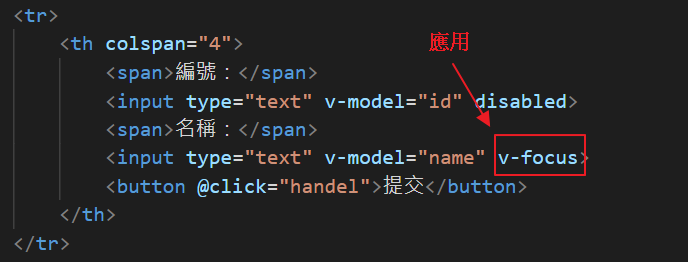 <tr>
應用
<th colspan="4">
<span>編號：</span>
<input type="text" v-model="id" disabled>
<span>名稱：</span>
<input type="text" v-model="name" v-focus>
<button @click="handel">提交</button>
</th>
</tr>